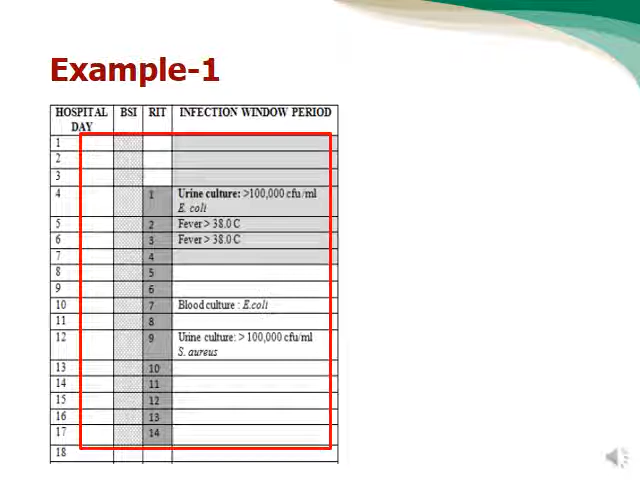 Example-1
HOSPITAL DAY BSI RIT INFECTION WINDOW PERIOD
1
2
3
4 1 Urine culture: >100,000 cfu/ml
E. coli
5 2 Fever > 38.0 C
6 3 Fever > 38.0 C
7 4
8 5
9 6
10 7 Blood culture : E.coli
11 8
12 9 Urine culture: > 100,000 cfu/ml
S. aureus
13 10
14 11
15 12
16 13
17 14
18